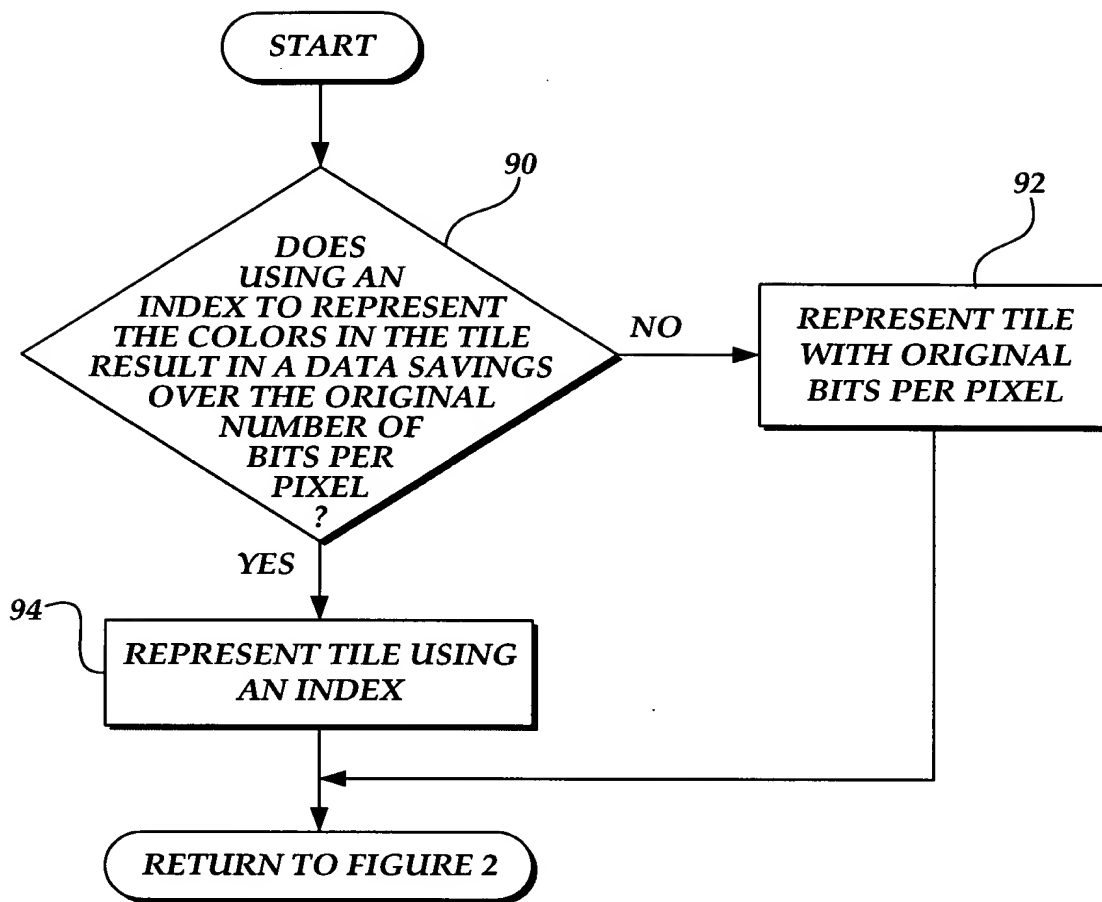 START
90
DOES
USING AN
INDEX TO REPRESENT
THE COLORS IN THE TILE
RESULT IN A DATA SAVINGS
OVER THE ORIGINAL
NUMBER OF
BITS PER
PIXEL
?
NO
92
REPRESENT TILE
WITH ORIGINAL
BITS PER PIXEL
YES
94
REPRESENT TILE USING
AN INDEX
RETURN TO FIGURE 2